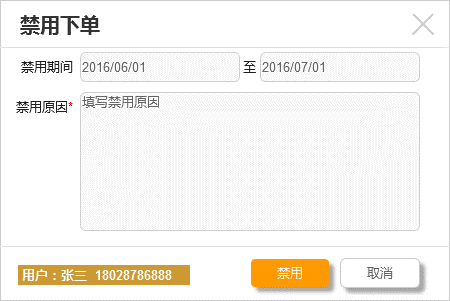 禁用下单
禁用期间 2016/06/01 至 2016/07/01
禁用原因* 填写禁用原因
用户：张三 18028786888 禁用 取消